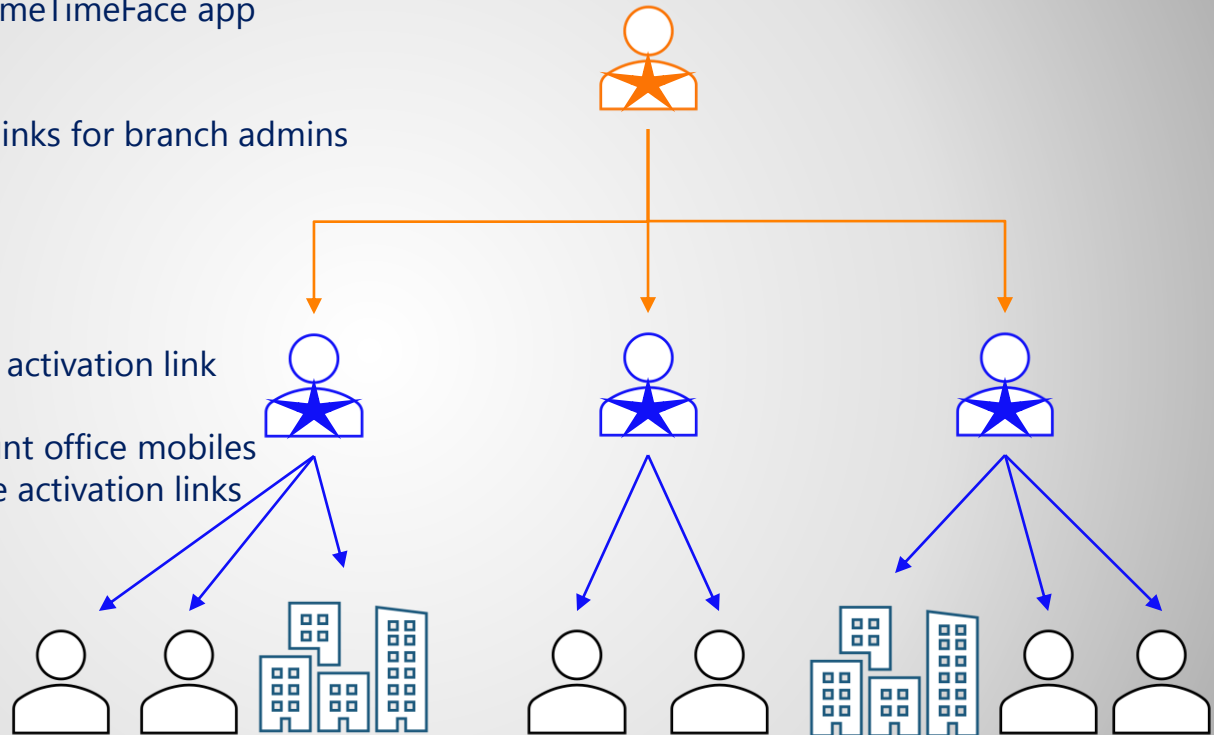 meTimeFace app
inks for branch admins
activation link
nt office mobiles
activation links